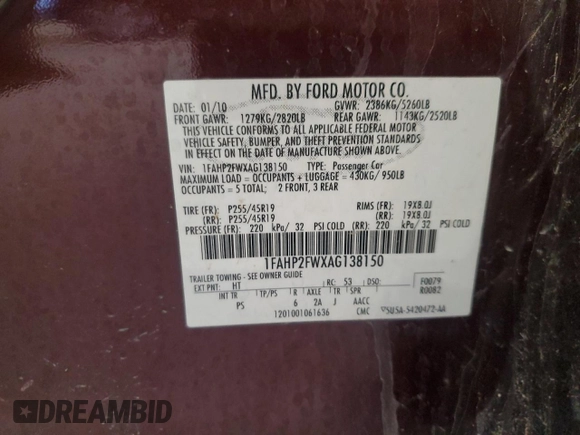 MFD. BY FORD MOTOR CO.
DATE: 01/10 GVWR: 2386KG/5260LB
FRONT GAWR: 1279KG/2820LB REAR GAWR: 1143KG/2520LB
THIS VEHICLE CONFORMS TO ALL APPLICABLE FEDERAL MOTOR
VEHICLE SAFETY, BUMPER, AND THEFT PREVENTION STANDARDS
IN EFFECT ON THE DATE OF MANUFACTURE SHOWN ABOVE.
VIN: 1FAHP2FWXAG138150 TYPE: Passenger Car
MAXIMUM LOAD = OCCUPANTS + LUGGAGE = 430KG/ 950LB
OCCUPANTS = 5 TOTAL; 2 FRONT, 3 REAR
TIRE (FR): P255/45R19 RIMS (FR): 19X8.0J
(RR): P255/45R19 (RR): 19X8.0J
PRESSURE (FR): 220 kPa/ 32 PSI COLD (RR): 220 kPa/ 32 PSI COLD
1FAHP2FWXAG138150
TRAILER TOWING - SEE OWNER GUIDE
EXT PNT: HT RC: 53 DSO: F0079
INT TR TP/PS R AXLE TR SPR R0082
PS 6 2A J AACC
1201001061636 CMC 5U5A-5420472-AA
DREAMBID